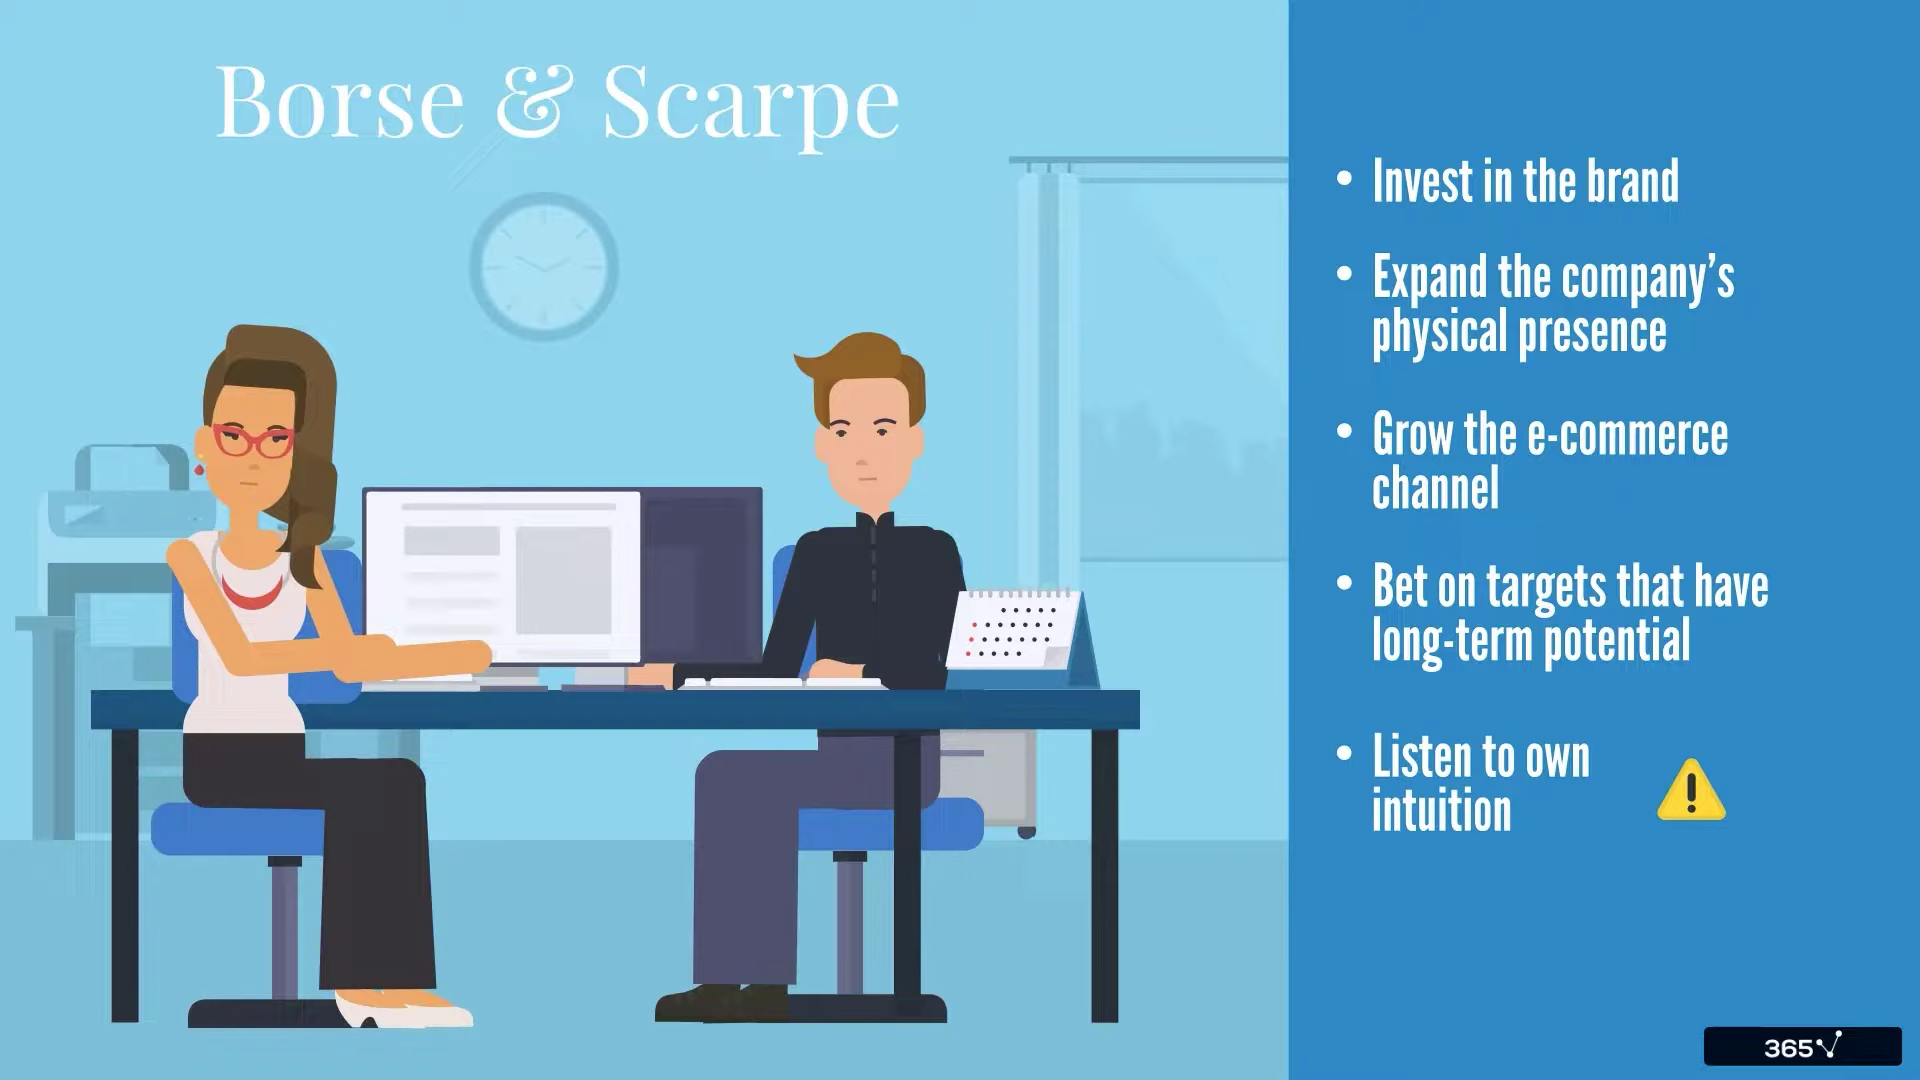 Borse & Scarpe
• Invest in the brand
• Expand the company’s
physical presence
• Grow the e-commerce
channel
• Bet on targets that have
long-term potential
• Listen to own
intuition
365